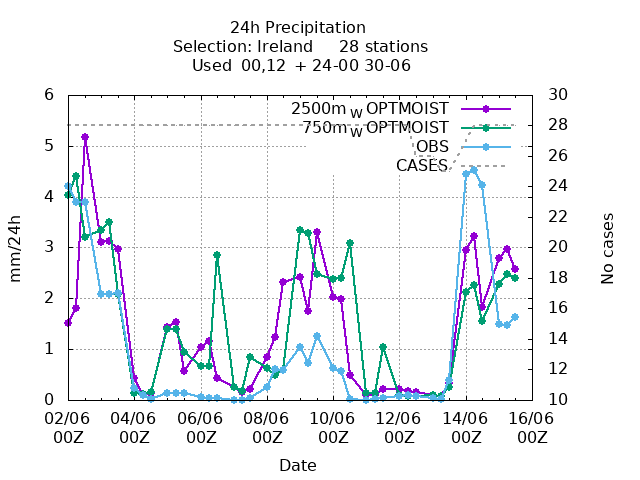 24h Precipitation
Selection: Ireland 28 stations
Used 00,12 + 24-00 30-06
2500m W OPTMOIST
750m W OPTMOIST
OBS
CASES
mm/24h
6
5
4
3
2
1
0
No cases
30
28
26
24
22
20
18
16
14
12
10
02/06 04/06 06/06 08/06 10/06 12/06 14/06 16/06
00Z 00Z 00Z 00Z 00Z 00Z 00Z 00Z
Date